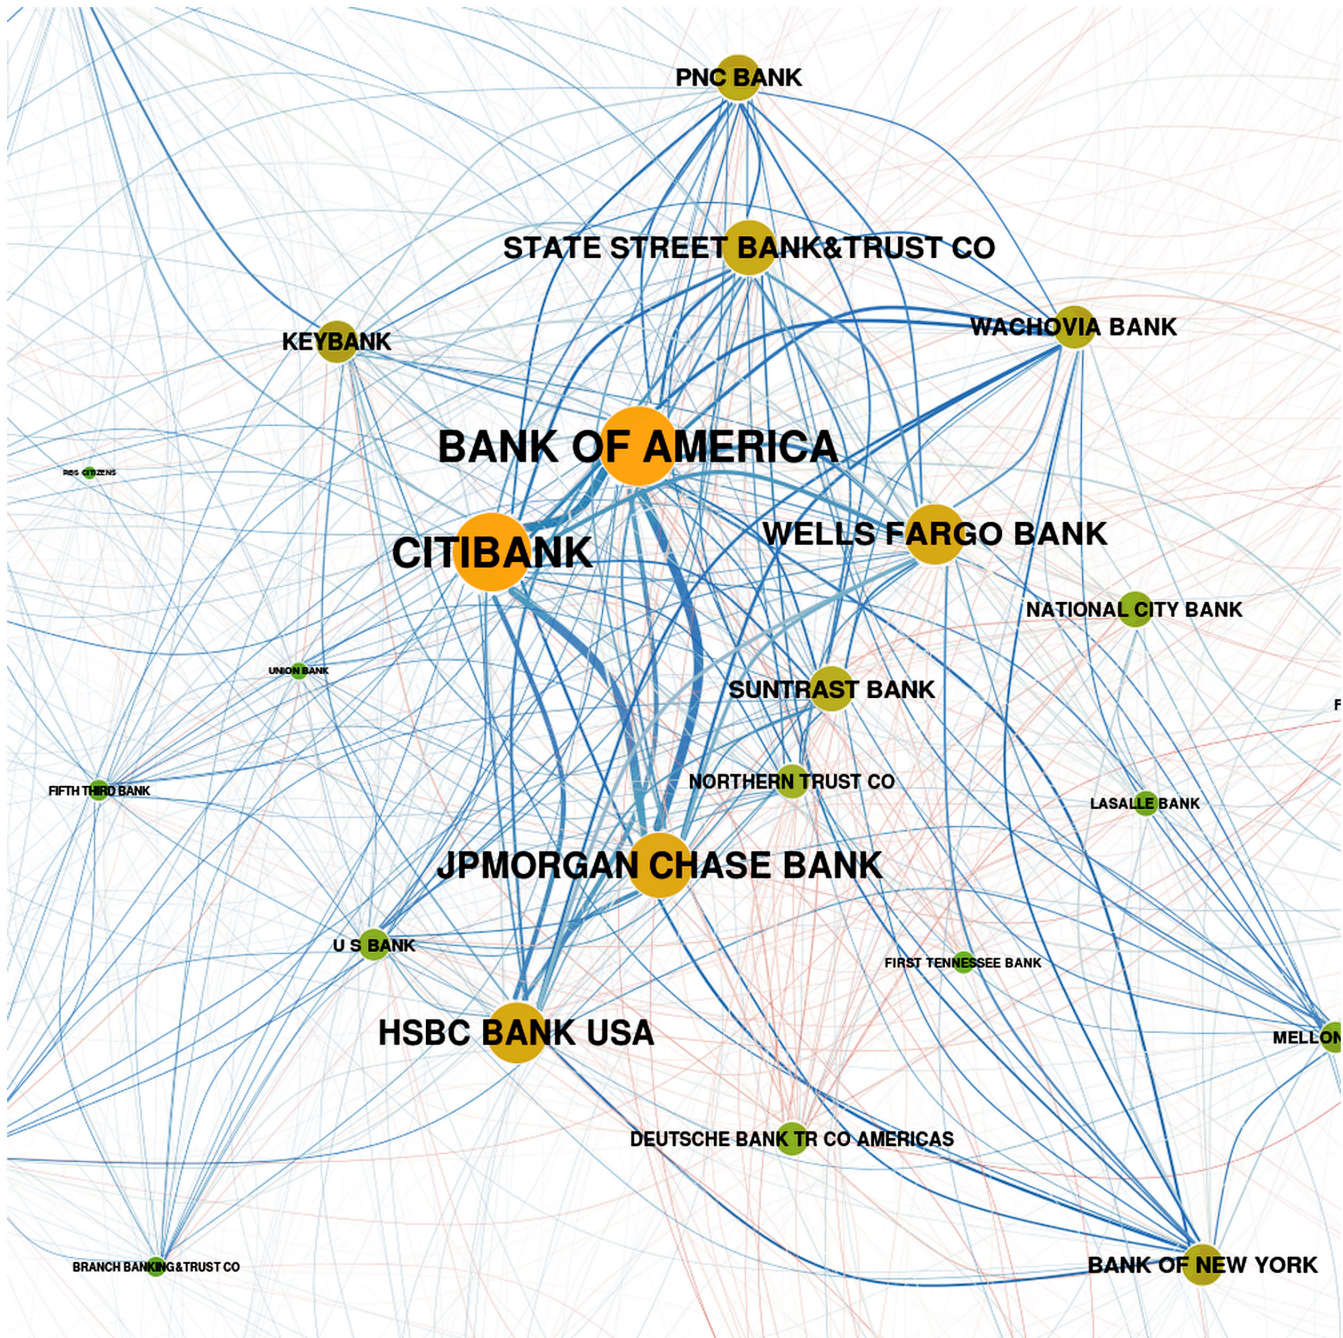 PNC BANK
STATE STREET BANK&TRUST CO
WACHOVIA BANK
KEYBANK
BANK OF AMERICA
RBS CITIZENS
WELLS FARGO BANK
CITIBANK
NATIONAL CITY BANK
UNION BANK
SUNTRAST BANK
F
NORTHERN TRUST CO
FIFTH THIRD BANK
LASALLE BANK
JPMORGAN CHASE BANK
U S BANK
FIRST TENNESSEE BANK
HSBC BANK USA
MELLON
DEUTSCHE BANK TR CO AMERICAS
BANK OF NEW YORK
BRANCH BANKING&TRUST CO